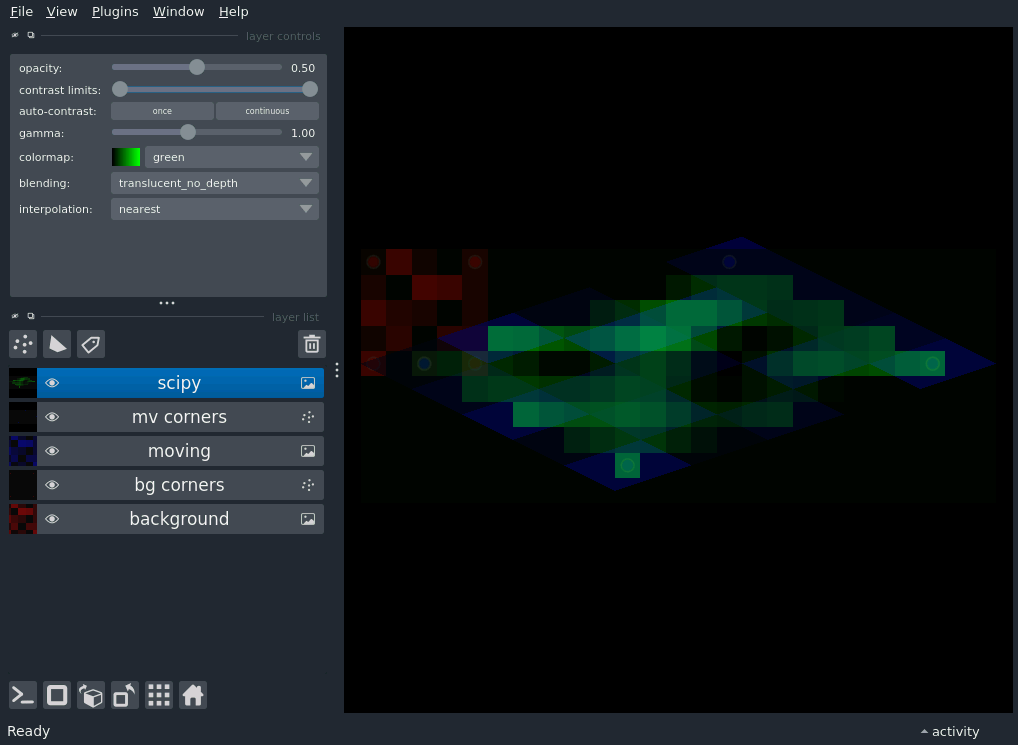 File View Plugins Window Help
layer controls
opacity: 0.50
contrast limits:
auto-contrast: once continuous
gamma: 1.00
colormap: green
blending: translucent_no_depth
interpolation: nearest
layer list
scipy
mv corners
moving
bg corners
background
Ready activity